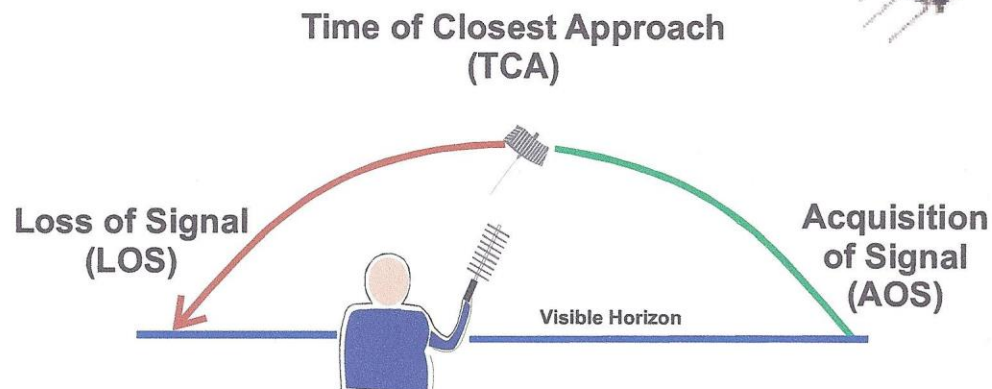 Time of Closest Approach
(TCA)
Loss of Signal
(LOS)
Acquisition
of Signal
(AOS)
Visible Horizon